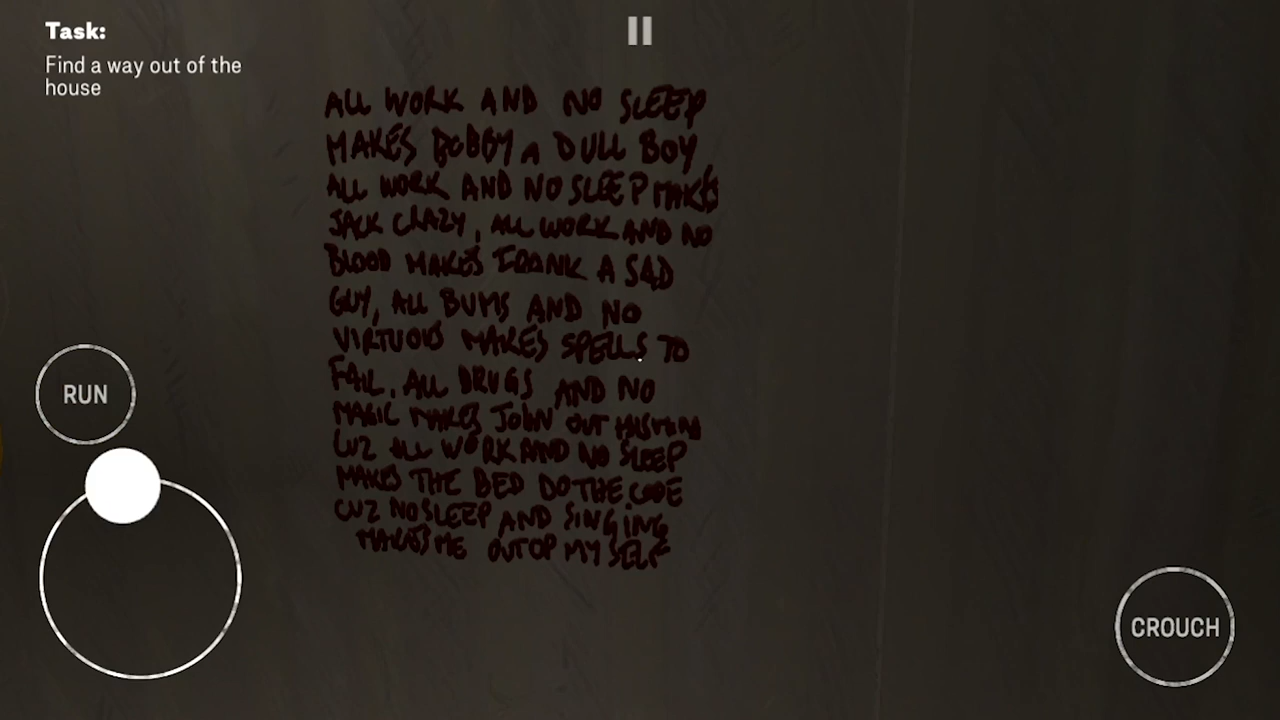 Task:
Find a way out of the
house
ALL WORK AND NO SLEEP
MAKES BOBBY A DULL BOY,
ALL WORK AND NO SLEEP MAKES
JACK CRAZY, ALL WORK AND NO
BLOOD MAKES FRANK A SAD
GUY, ALL BUMS AND NO
VIRTUOUS MAKES SPELLS TO
FAIL, ALL DRUGS AND NO
MAGIC MAKES JOHN OUT
CUZ ALL WORK AND NO SLEEP
MAKES THE BED DO THE CODE
CUZ NO SLEEP AND SINGING
MAKES ME OUT OP MY SELF
RUN
CROUCH